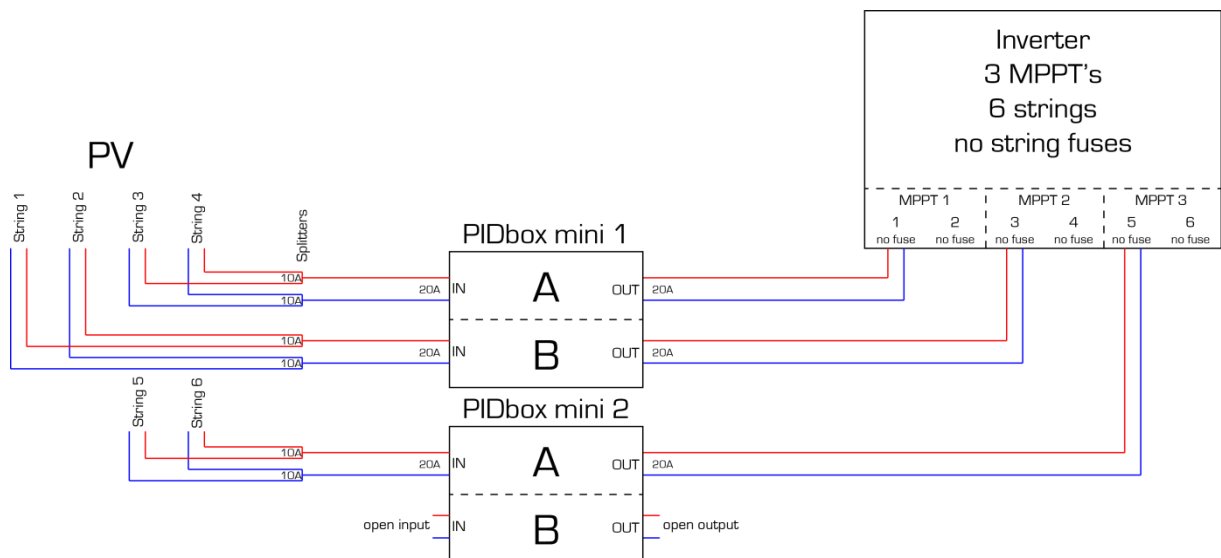 Inverter
3 MPPT's
6 strings
no string fuses
MPPT 1
MPPT 2
MPPT 3
1
2
3
4
5
6
no fuse
no fuse
no fuse
no fuse
no fuse
no fuse
PV
String 1
String 2
String 3
String 4
Splitters
PIDbox mini 1
10A
10A
20A
IN
A
OUT
20A
10A
10A
20A
IN
B
OUT
20A
String 5
String 6
PIDbox mini 2
10A
10A
20A
IN
A
OUT
20A
open input
IN
B
OUT
open output